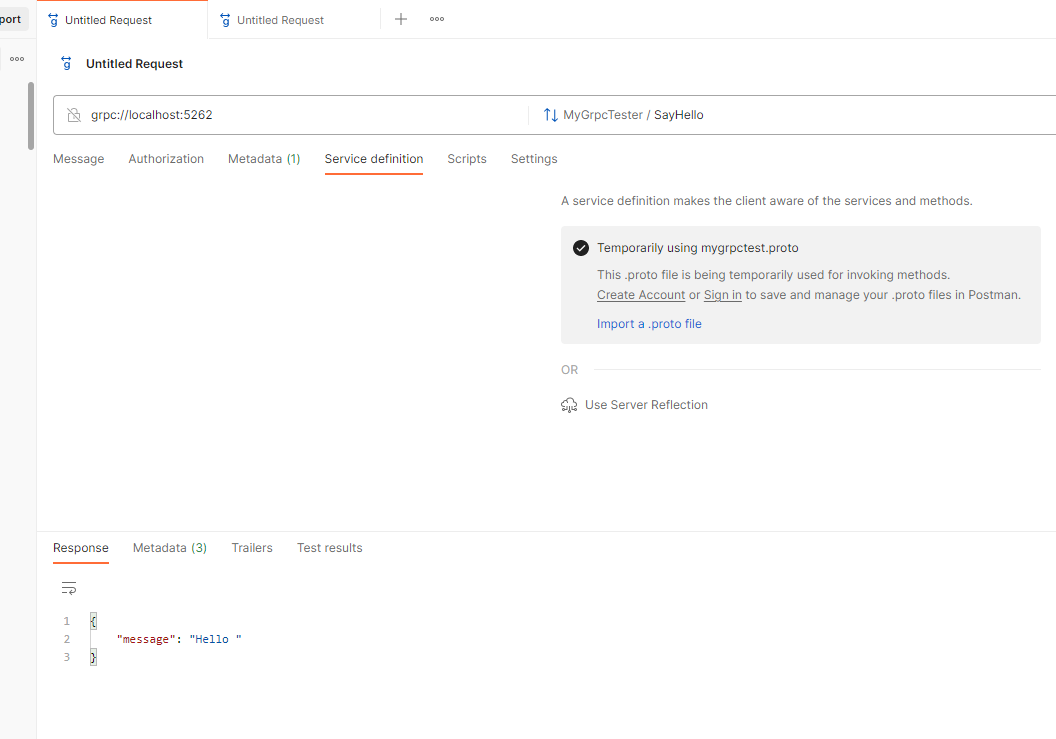 port
Untitled Request
Untitled Request
Untitled Request
grpc://localhost:5262
MyGrpcTester / SayHello
Message Authorization Metadata (1) Service definition Scripts Settings
A service definition makes the client aware of the services and methods.
Temporarily using mygrpctest.proto
This .proto file is being temporarily used for invoking methods.
Create Account or Sign in to save and manage your .proto files in Postman.
Import a .proto file
OR
Use Server Reflection
Response Metadata (3) Trailers Test results
1 {
2 "message": "Hello "
3 }